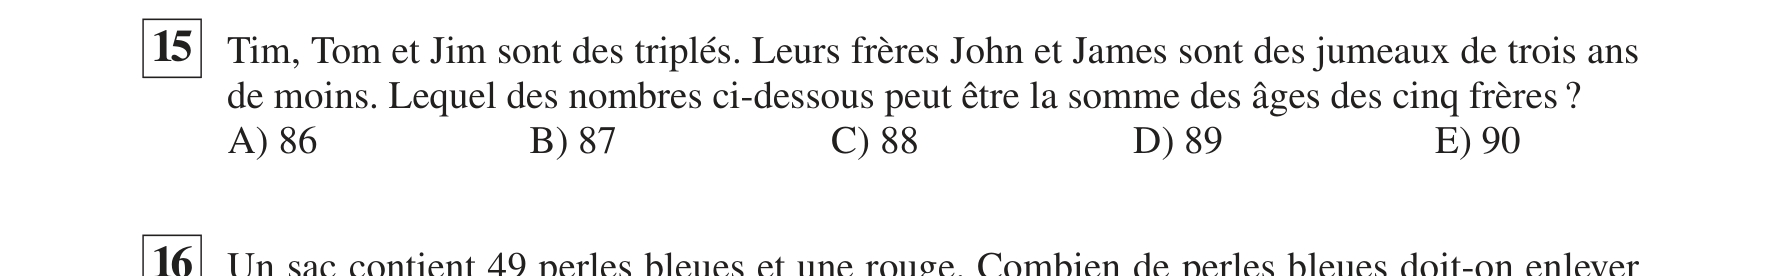 15 Tim, Tom et Jim sont des triplés. Leurs frères John et James sont des jumeaux de trois ans
de moins. Lequel des nombres ci-dessous peut être la somme des âges des cinq frères ?
A) 86 B) 87 C) 88 D) 89 E) 90
16 Un sac contient 49 perles bleues et une rouge. Combien de perles bleues doit-on enlever